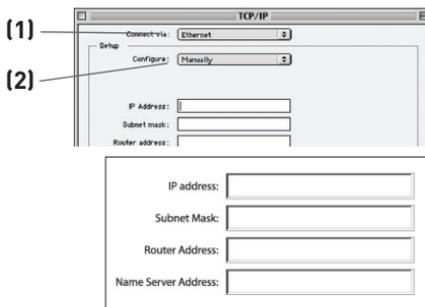 TCP/IP
(1)
Connect via: Ethernet
Setup
(2)
Configure: Manually
IP Address:
Subnet mask:
Router address:
IP address:
Subnet Mask:
Router Address:
Name Server Address: